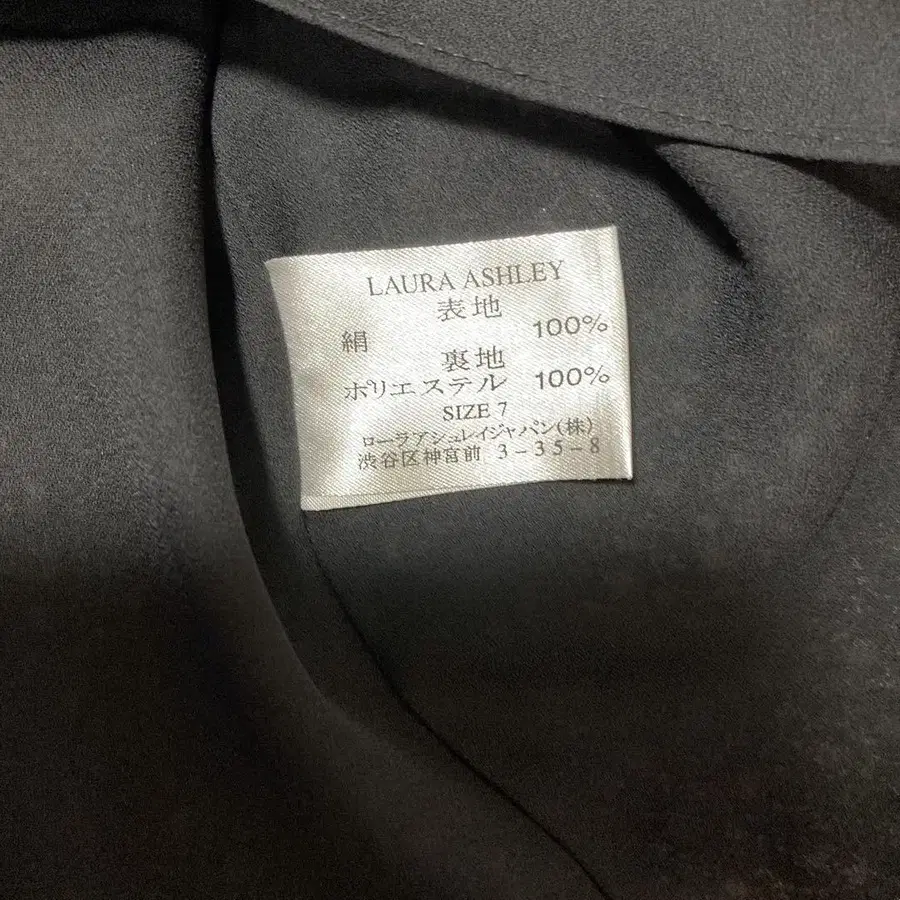 LAURA ASHLEY
表地
絹 100%
裏地
ポリエステル 100%
SIZE 7
ローラアシュレイジャパン(株)
渋谷区神宮前 3-35-8